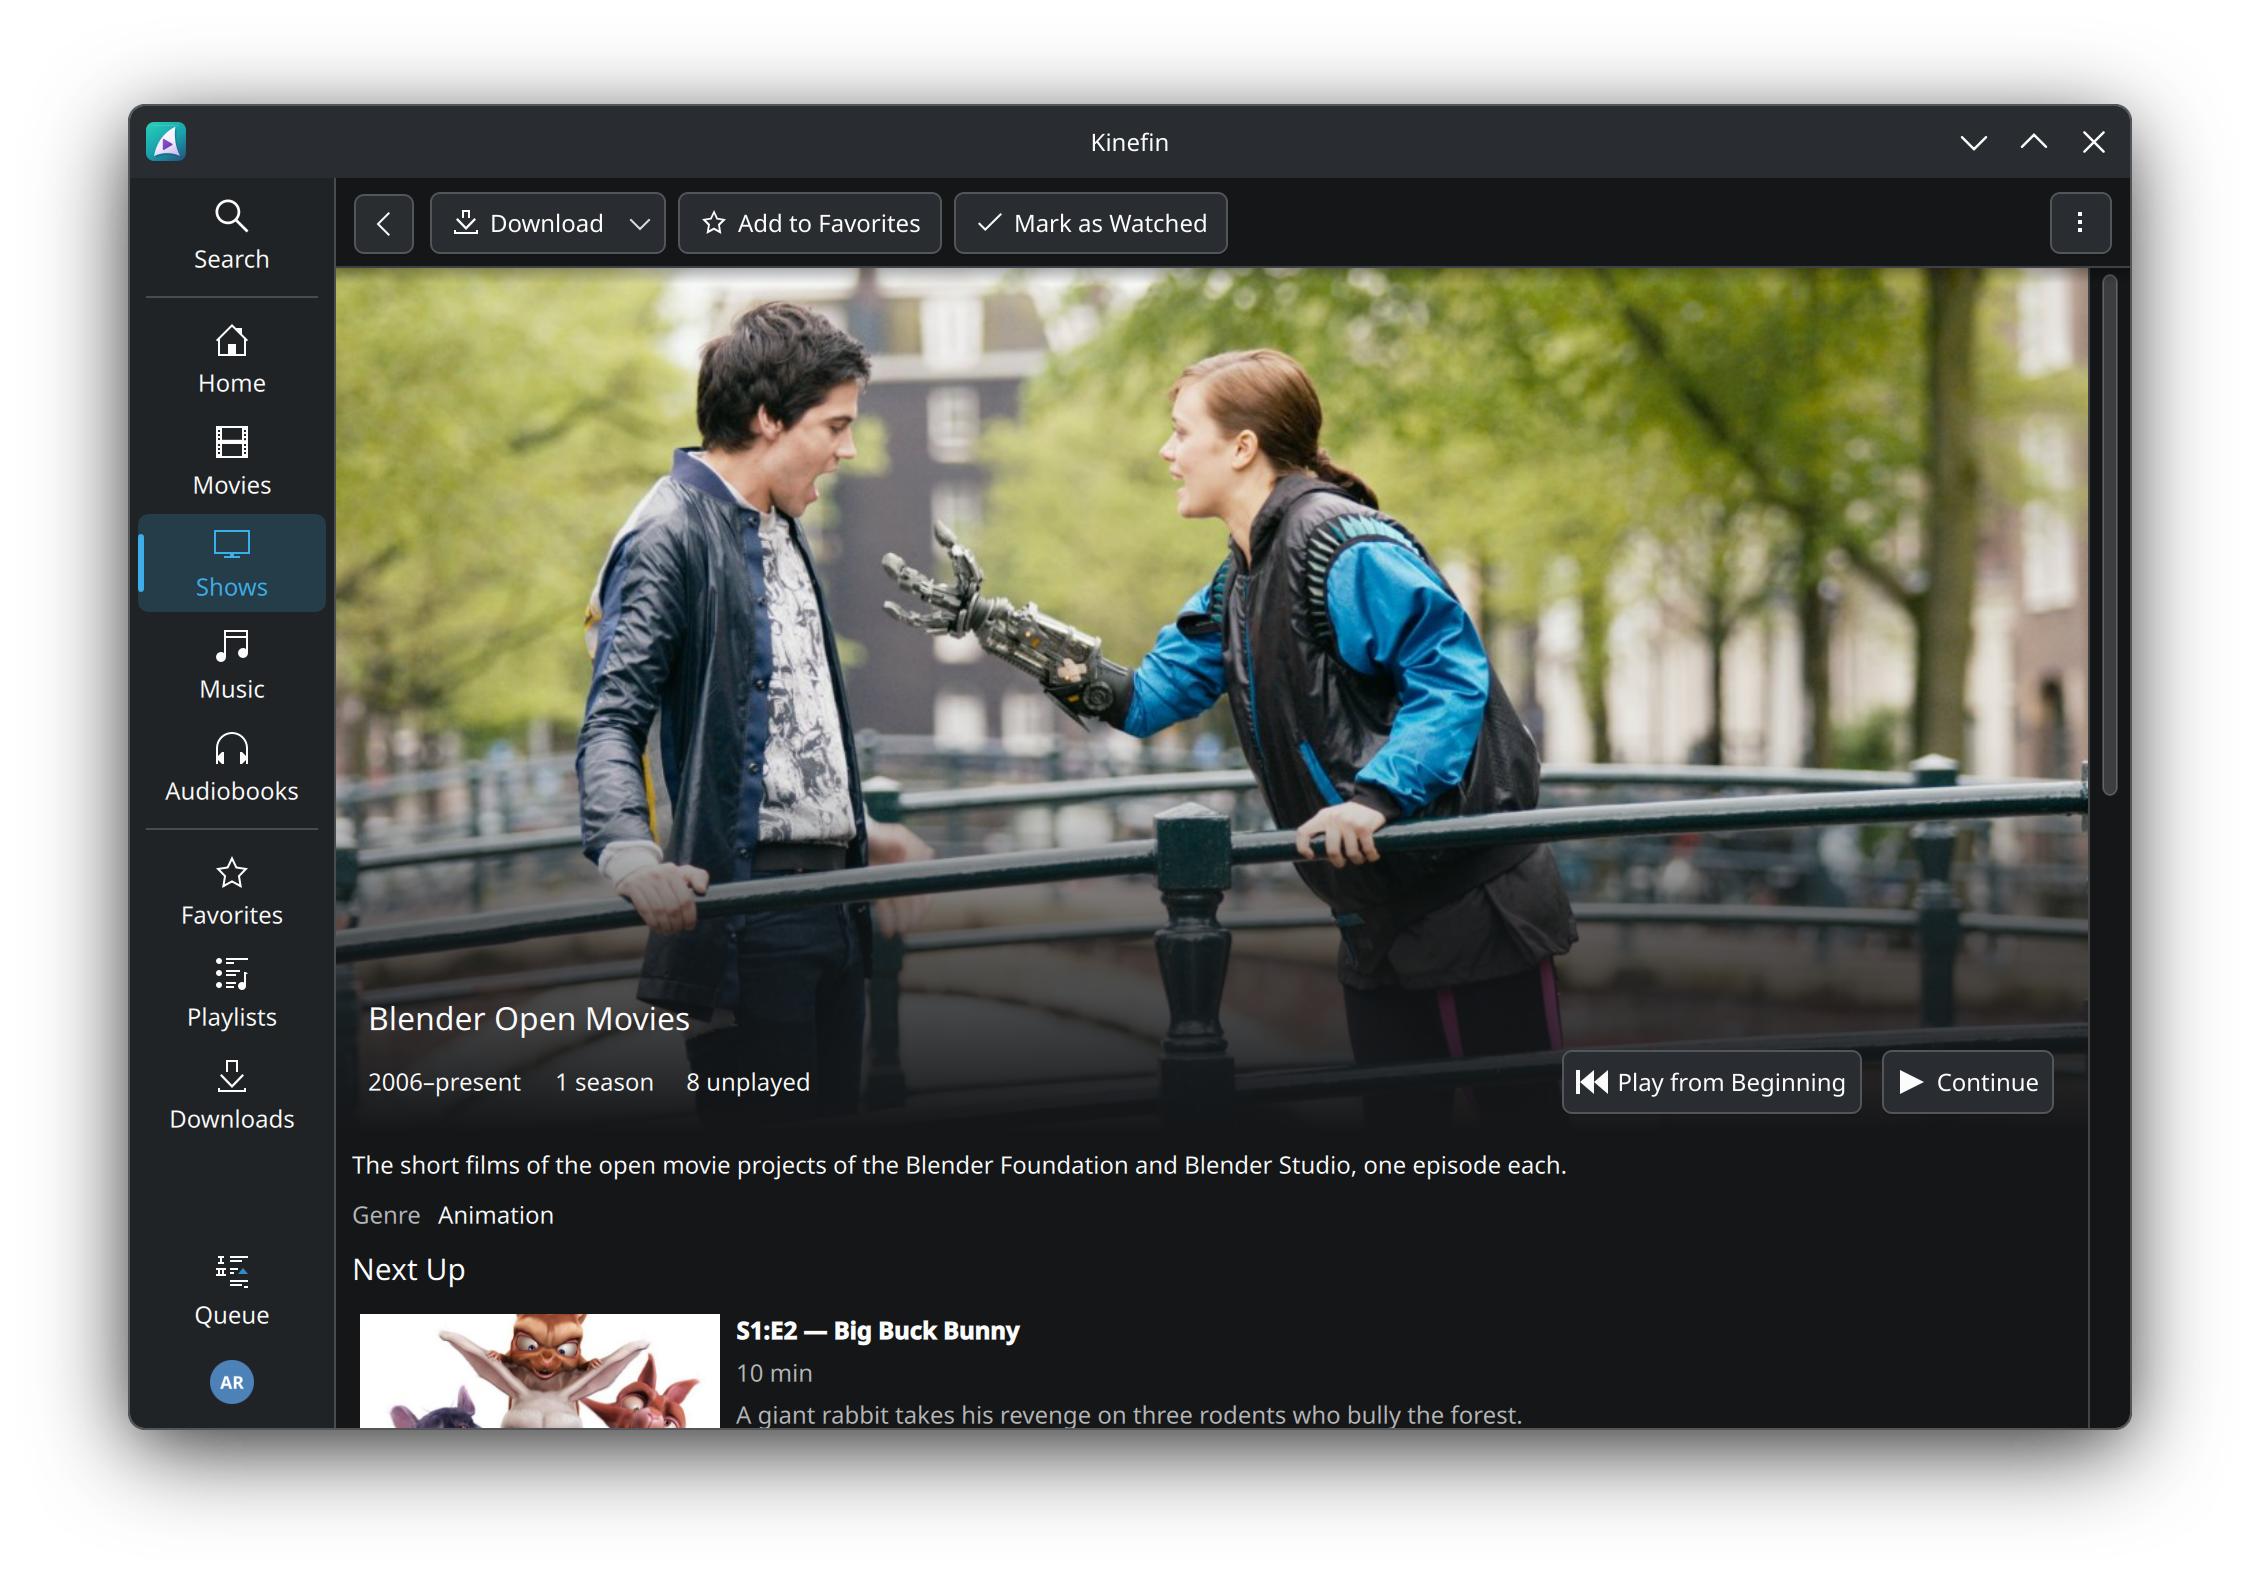 Kinefin
Search
Home
Movies
Shows
Music
Audiobooks
Favorites
Playlists
Downloads
Queue
AR
Download
Add to Favorites
Mark as Watched
Blender Open Movies
2006–present 1 season 8 unplayed
Play from Beginning
Continue
The short films of the open movie projects of the Blender Foundation and Blender Studio, one episode each.
Genre Animation
Next Up
S1:E2 — Big Buck Bunny
10 min
A giant rabbit takes his revenge on three rodents who bully the forest.